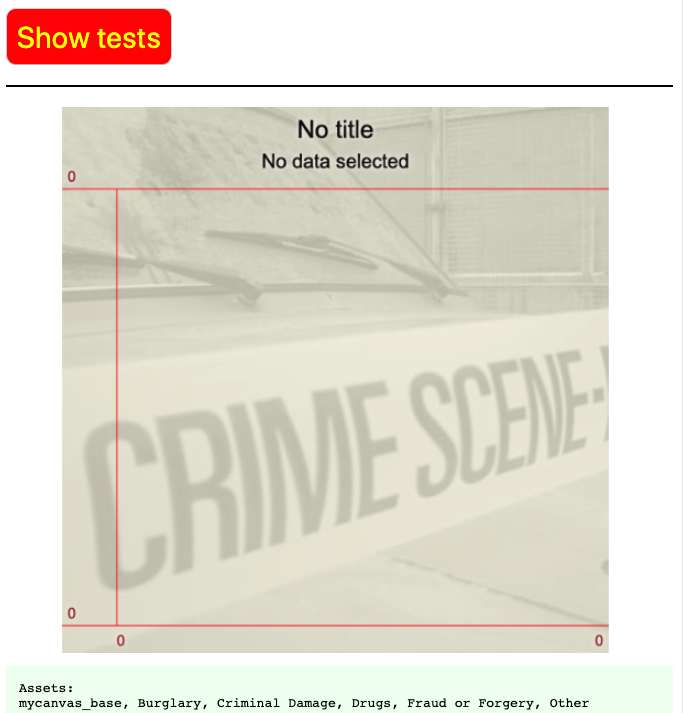 Show tests
No title
No data selected
0
CRIME SCENE-
0
0
0
Assets:
mycanvas_base, Burglary, Criminal Damage, Drugs, Fraud or Forgery, Other